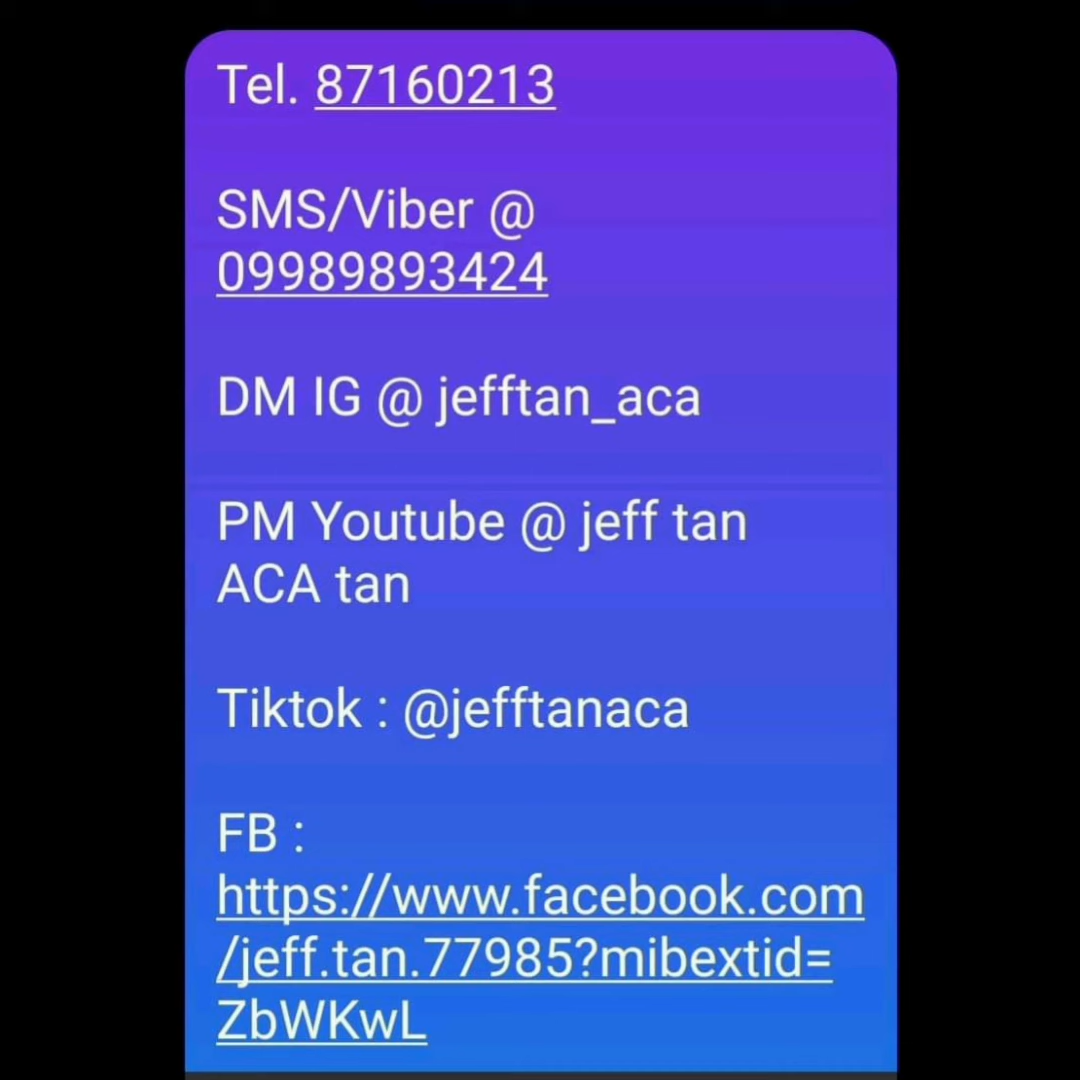 Tel. 87160213
SMS/Viber @
09989893424
DM IG @ jefftan_aca
PM Youtube @ jeff tan
ACA tan
Tiktok : @jefftanaca
FB :
https://www.facebook.com
/jeff.tan.77985?mibextid=
ZbWKwL